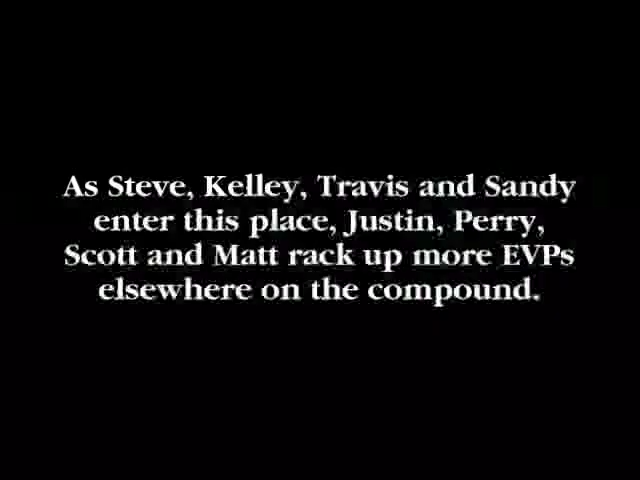 As Steve, Kelley, Travis and Sandy
enter this place, Justin, Perry,
Scott and Matt rack up more EVPs
elsewhere on the compound.